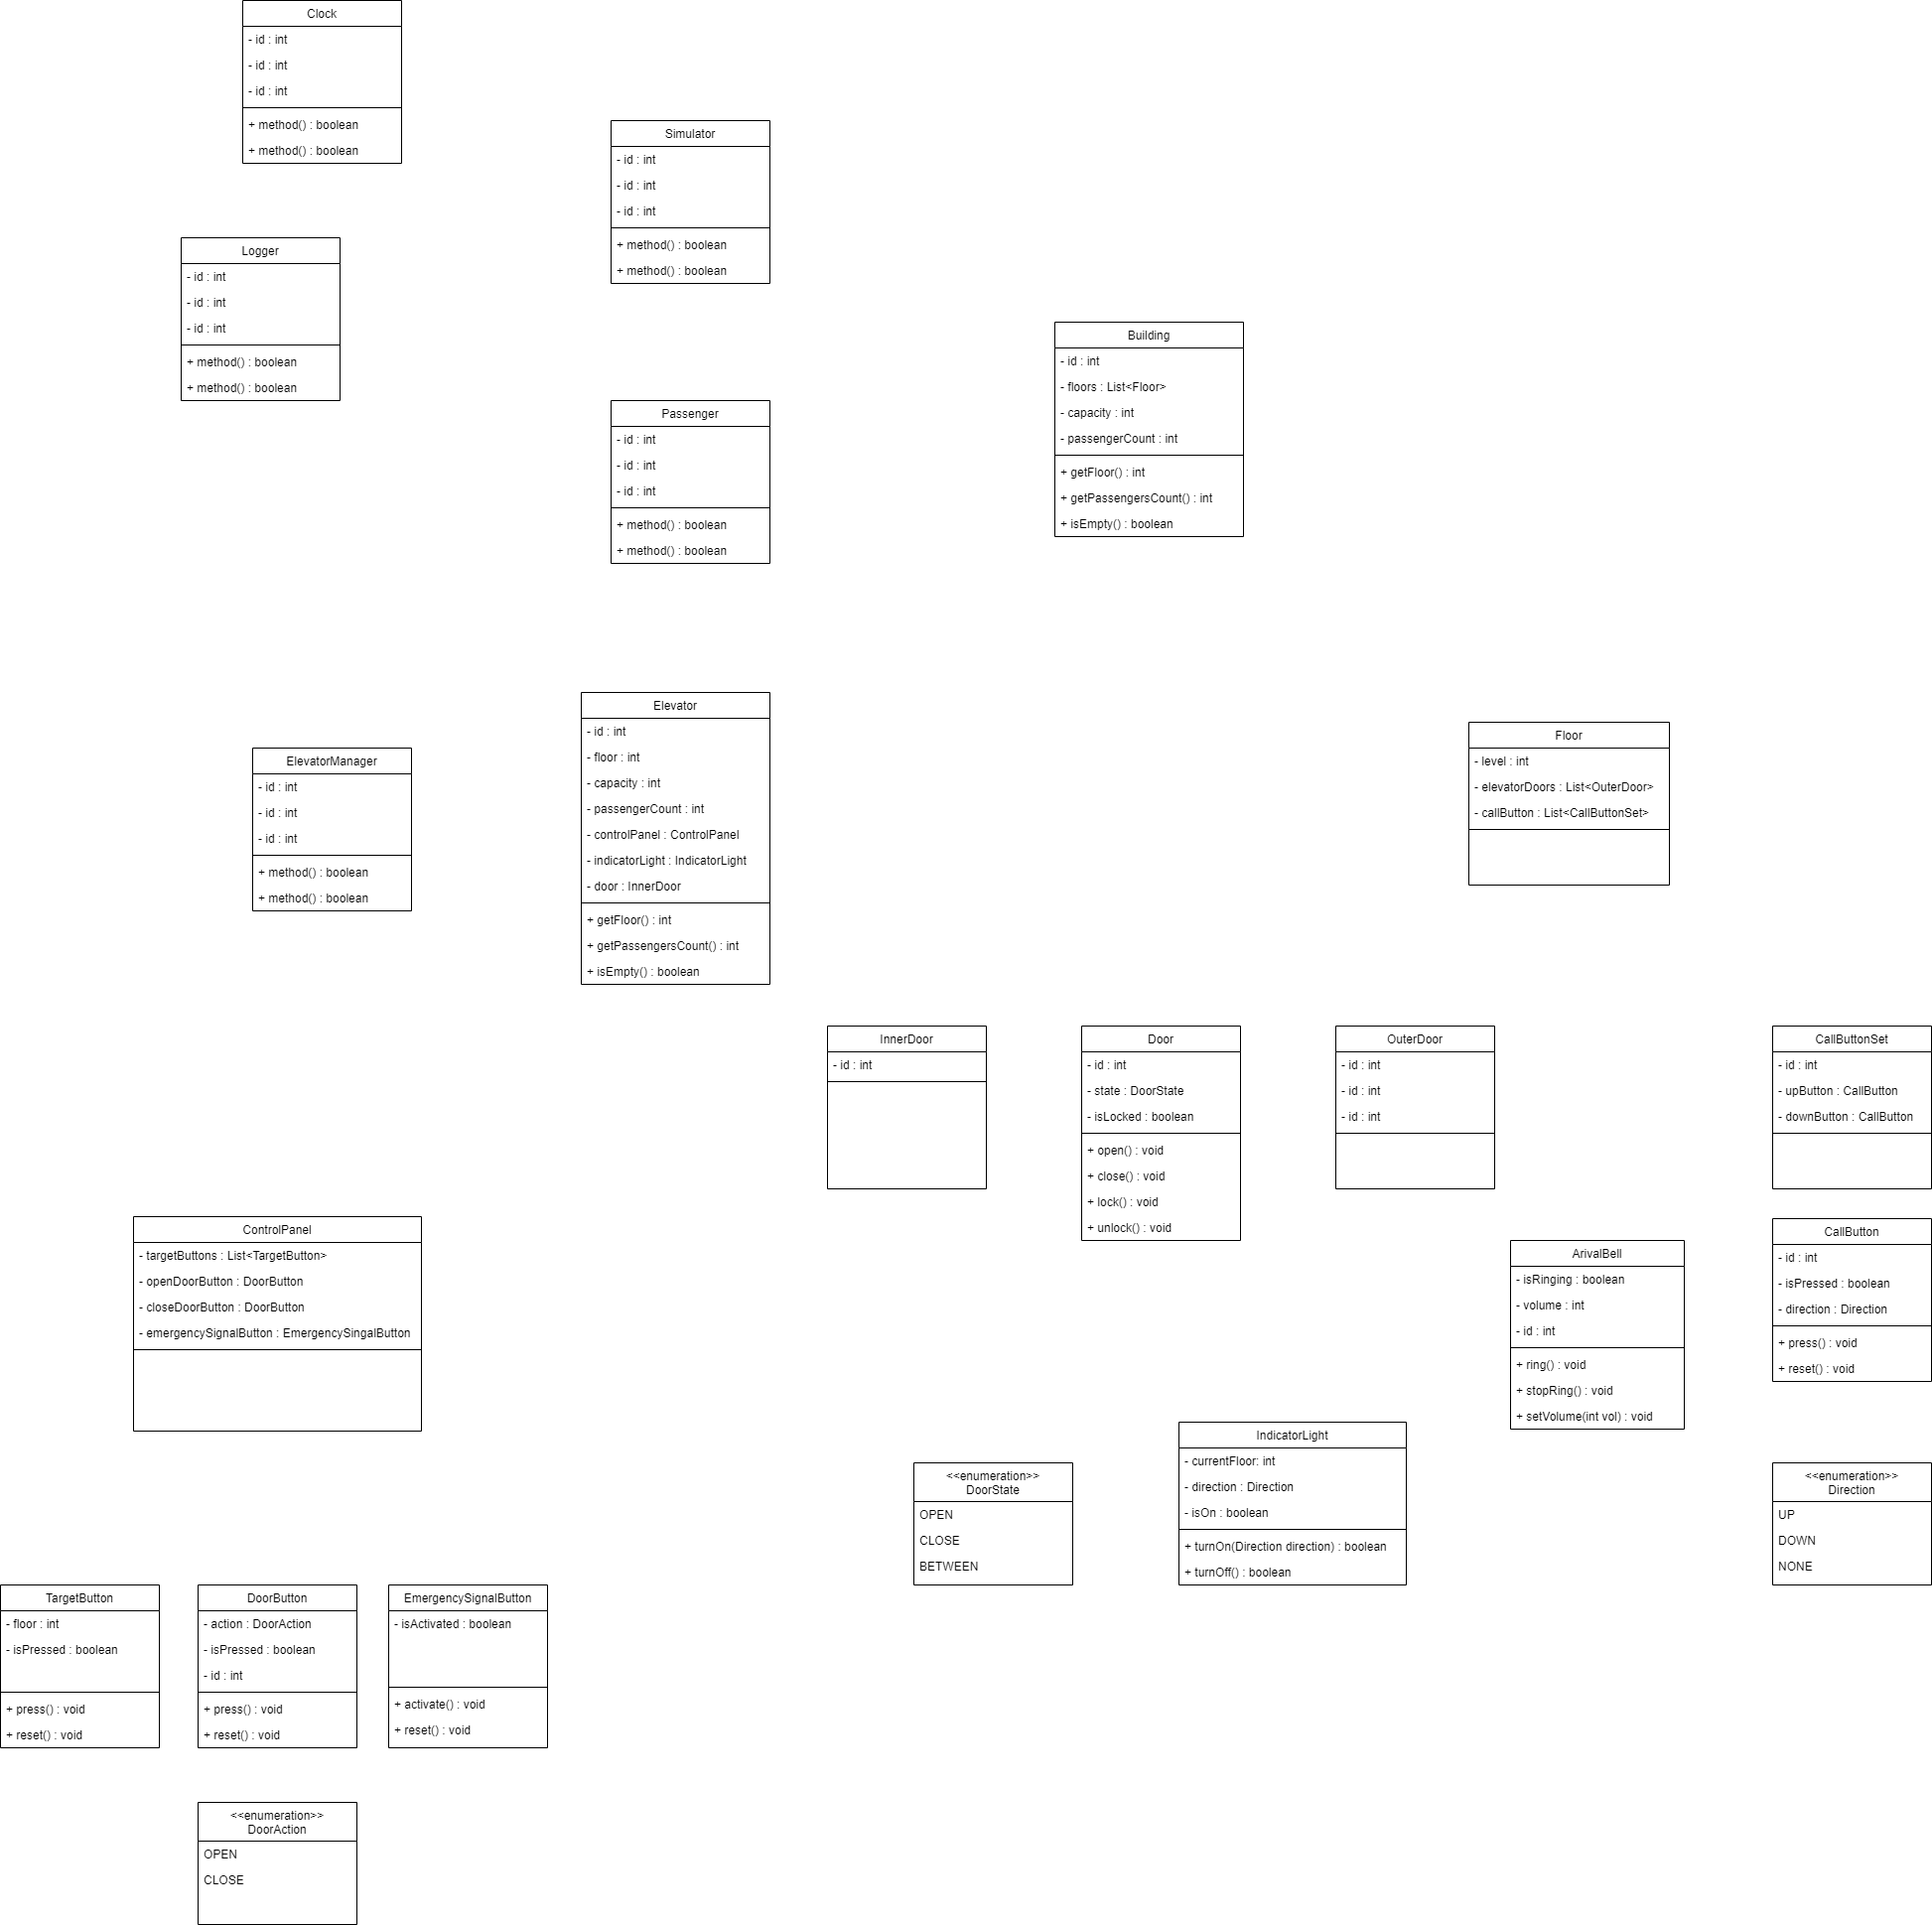 Clock
- id : int
- id : int
- id : int
+ method() : boolean
+ method() : boolean
Simulator
- id : int
- id : int
- id : int
+ method() : boolean
+ method() : boolean
Logger
- id : int
- id : int
- id : int
+ method() : boolean
+ method() : boolean
Building
- id : int
- floors : List<Floor>
- capacity : int
- passengerCount : int
+ getFloor() : int
+ getPassengersCount() : int
+ isEmpty() : boolean
Passenger
- id : int
- id : int
- id : int
+ method() : boolean
+ method() : boolean
Elevator
- id : int
- floor : int
- capacity : int
- passengerCount : int
- controlPanel : ControlPanel
- indicatorLight : IndicatorLight
- door : InnerDoor
+ getFloor() : int
+ getPassengersCount() : int
+ isEmpty() : boolean
Floor
- level : int
- elevatorDoors : List<OuterDoor>
- callButton : List<CallButtonSet>
ElevatorManager
- id : int
- id : int
- id : int
+ method() : boolean
+ method() : boolean
InnerDoor
- id : int
Door
- id : int
- state : DoorState
- isLocked : boolean
+ open() : void
+ close() : void
+ lock() : void
+ unlock() : void
OuterDoor
- id : int
- id : int
- id : int
CallButtonSet
- id : int
- upButton : CallButton
- downButton : CallButton
ControlPanel
- targetButtons : List<TargetButton>
- openDoorButton : DoorButton
- closeDoorButton : DoorButton
- emergencySignalButton : EmergencySingalButton
CallButton
- id : int
- isPressed : boolean
- direction : Direction
+ press() : void
+ reset() : void
ArivalBell
- isRinging : boolean
- volume : int
- id : int
+ ring() : void
+ stopRing() : void
+ setVolume(int vol) : void
IndicatorLight
- currentFloor: int
- direction : Direction
- isOn : boolean
+ turnOn(Direction direction) : boolean
+ turnOff() : boolean
<<enumeration>>
DoorState
OPEN
CLOSE
BETWEEN
<<enumeration>>
Direction
UP
DOWN
NONE
TargetButton
- floor : int
- isPressed : boolean
+ press() : void
+ reset() : void
DoorButton
- action : DoorAction
- isPressed : boolean
- id : int
+ press() : void
+ reset() : void
EmergencySignalButton
- isActivated : boolean
+ activate() : void
+ reset() : void
<<enumeration>>
DoorAction
OPEN
CLOSE